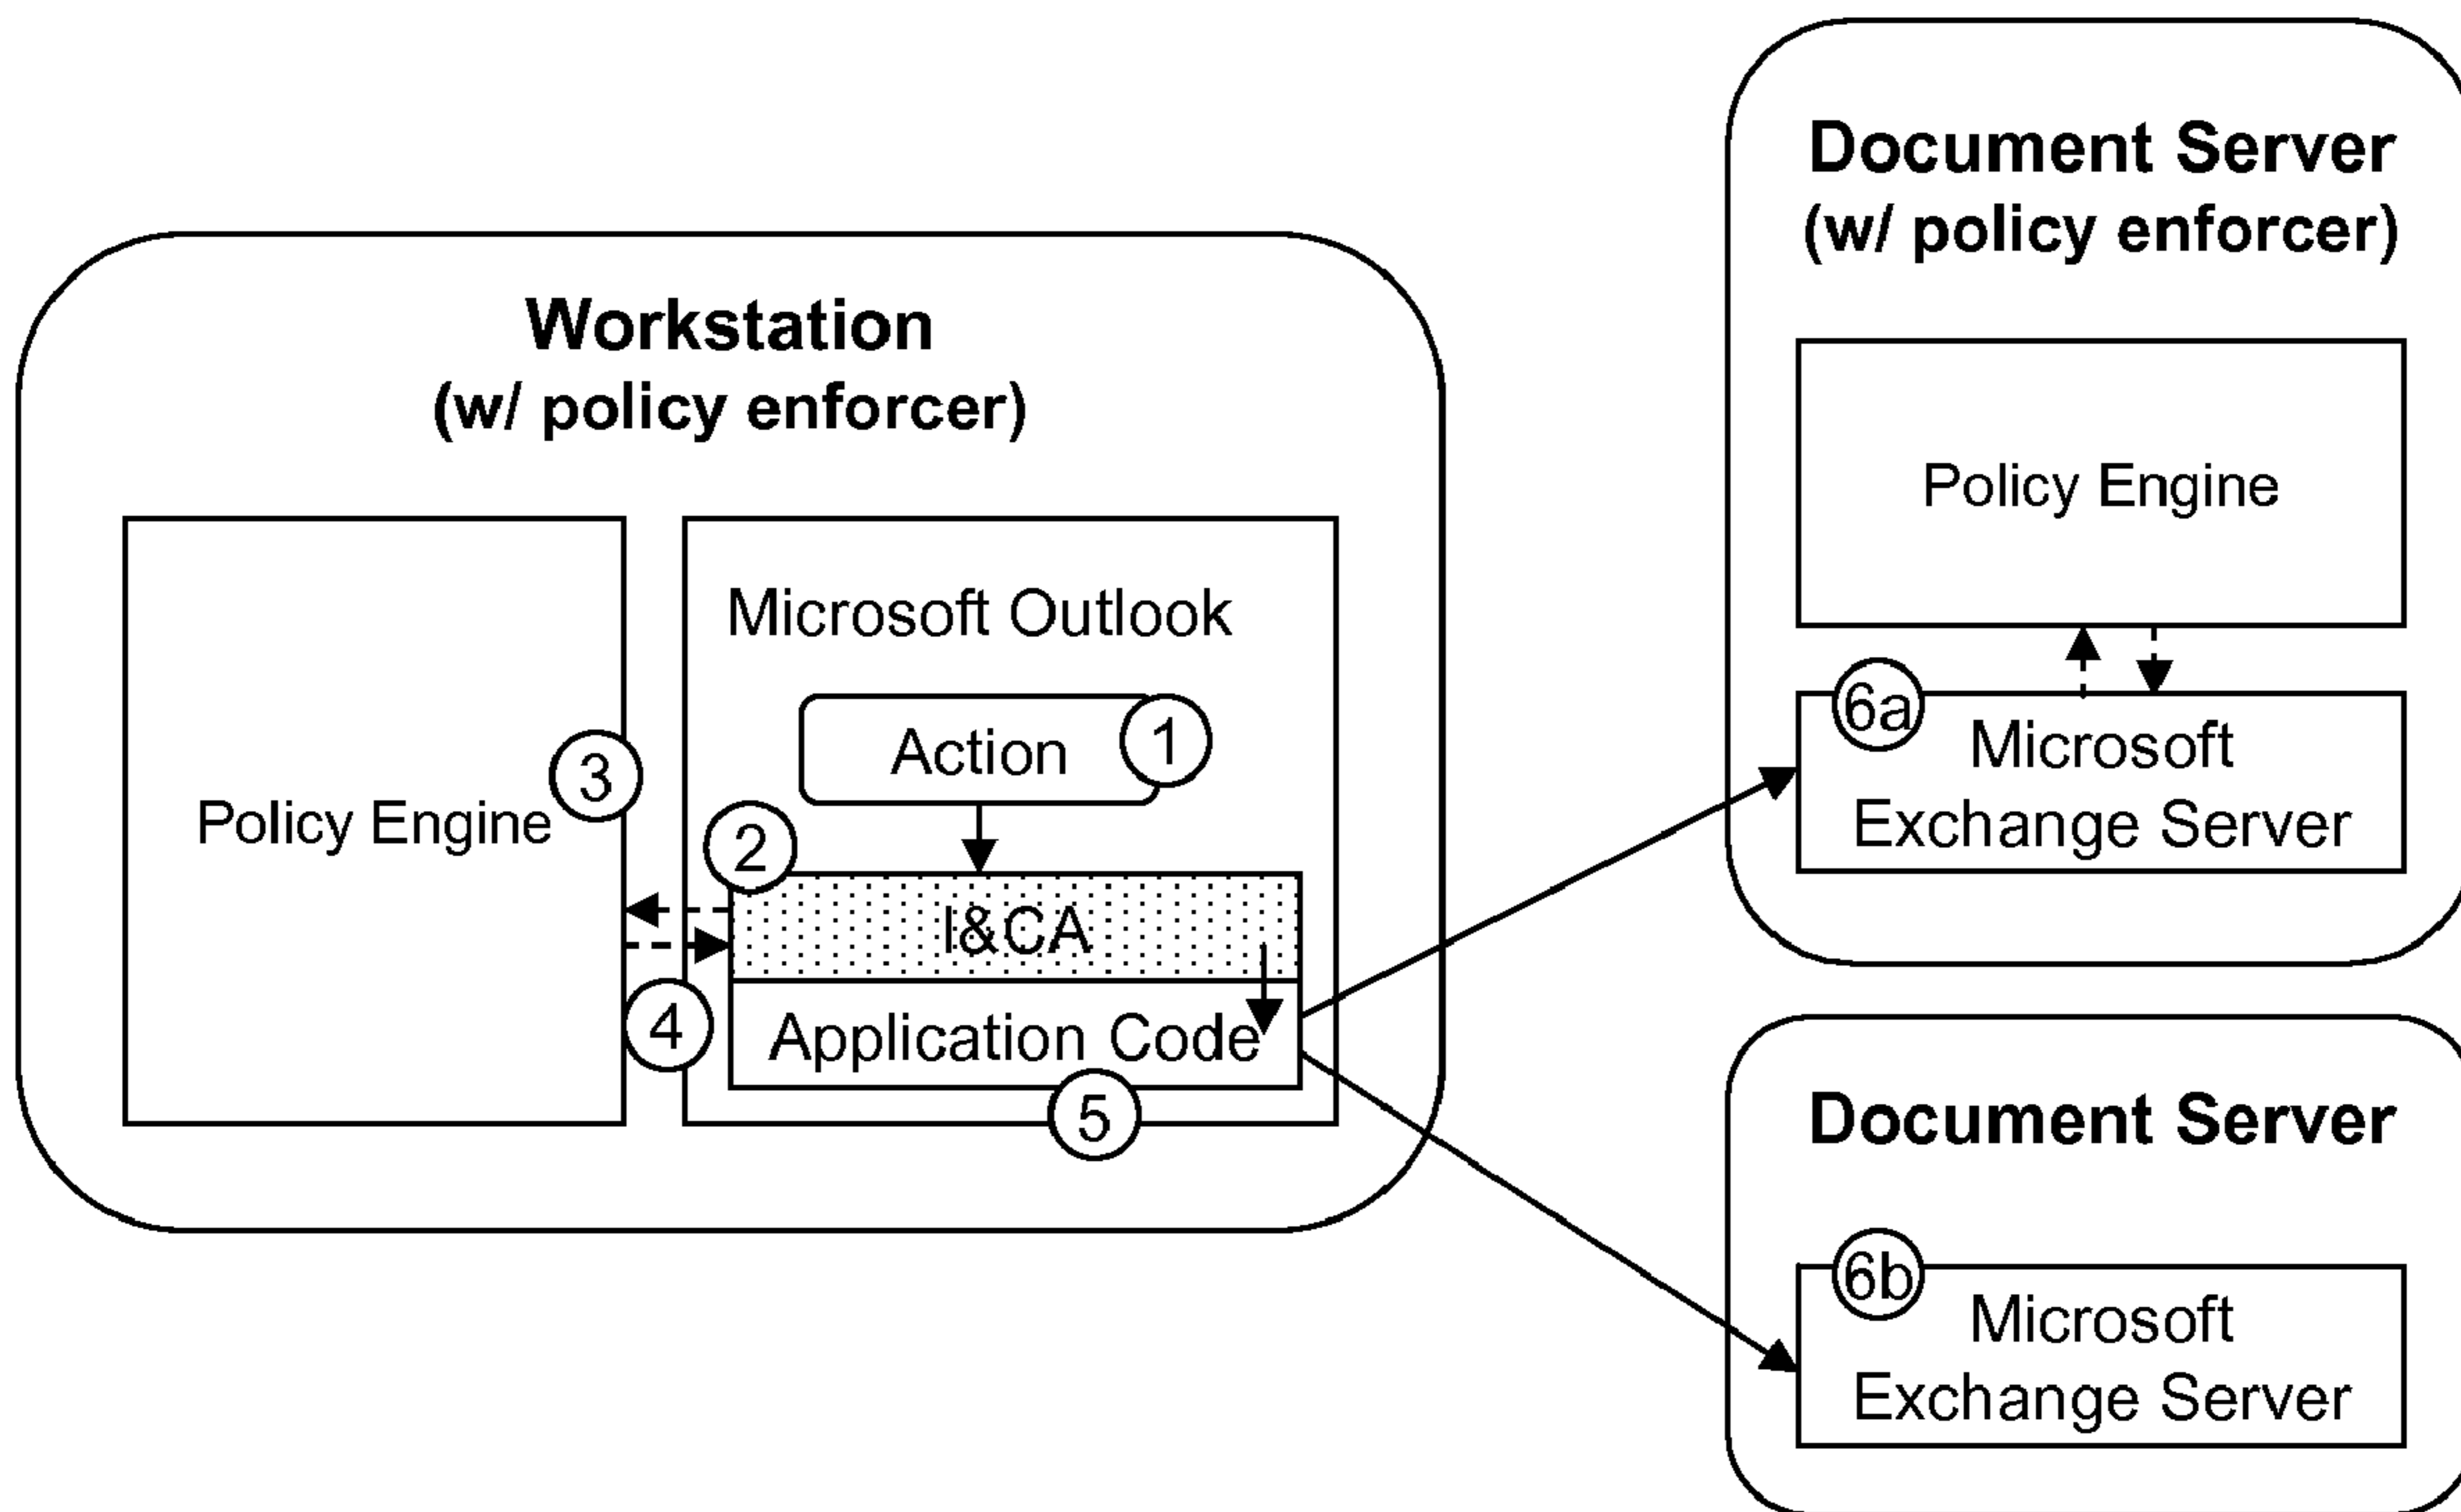 Workstation
(w/ policy enforcer)
Policy Engine
3
4
Microsoft Outlook
Action
1
2
I&CA
Application Code
5
Document Server
(w/ policy enforcer)
Policy Engine
6a
Microsoft
Exchange Server
Document Server
6b
Microsoft
Exchange Server